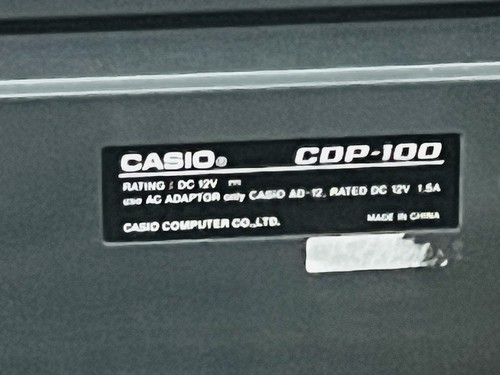 CASIO® CDP-100
RATING : DC 12V ⎓
use AC ADAPTOR only CASIO AD-12, RATED DC 12V 1.5A
CASIO COMPUTER CO.,LTD. MADE IN CHINA